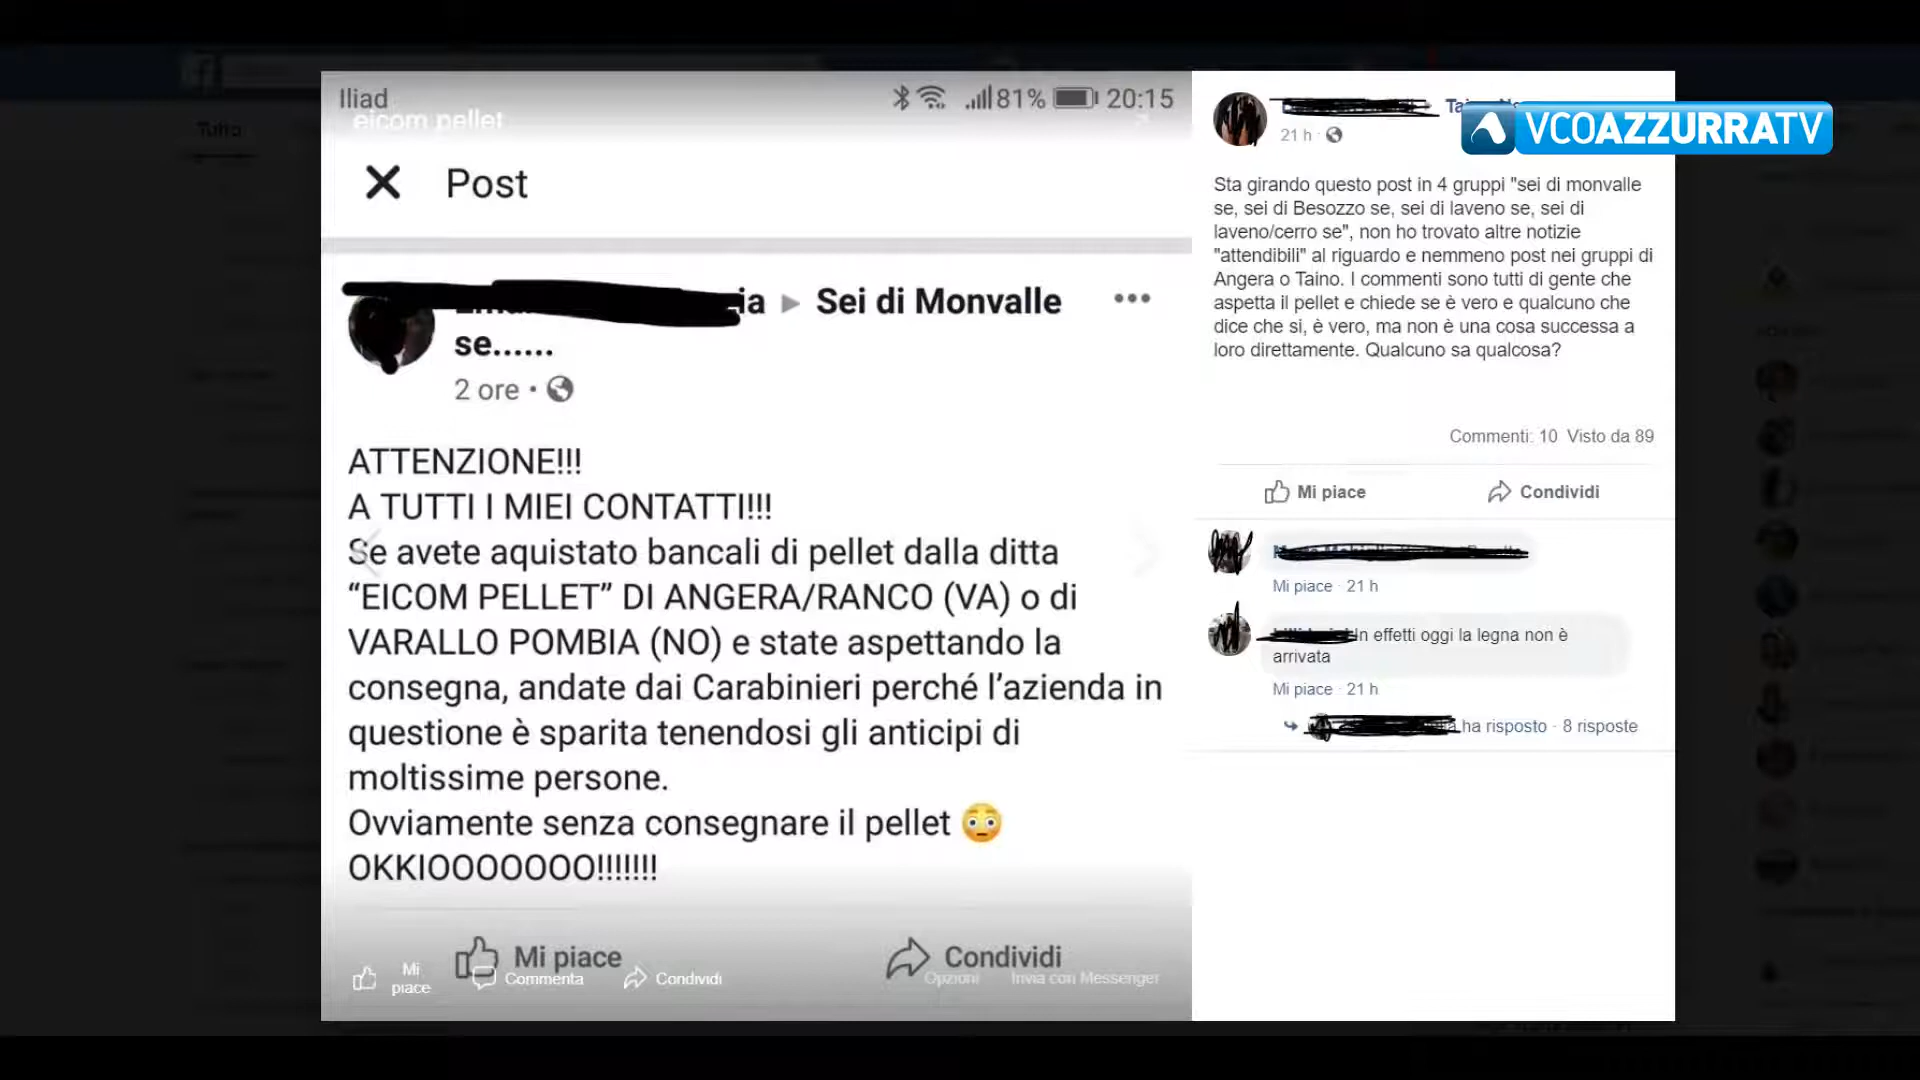 Iliad
81% 20:15
eicom pellet
Tutto
Post
ia ▸ Sei di Monvalle
se......
2 ore ·
ATTENZIONE!!!
A TUTTI I MIEI CONTATTI!!!
Se avete aquistato bancali di pellet dalla ditta
“EICOM PELLET” DI ANGERA/RANCO (VA) o di
VARALLO POMBIA (NO) e state aspettando la
consegna, andate dai Carabinieri perché l’azienda in
questione è sparita tenendosi gli anticipi di
moltissime persone.
Ovviamente senza consegnare il pellet 😳
OKKIOOOOOOO!!!!!!!
Mi piace
Condividi
Mi
piace
Commenta
Condividi
Opzioni
Invia con Messenger
VCOAZZURRATV
21 h ·
Sta girando questo post in 4 gruppi "sei di monvalle
se, sei di Besozzo se, sei di laveno se, sei di
laveno/cerro se", non ho trovato altre notizie
"attendibili" al riguardo e nemmeno post nei gruppi di
Angera o Taino. I commenti sono tutti di gente che
aspetta il pellet e chiede se è vero e qualcuno che
dice che si, è vero, ma non è una cosa successa a
loro direttamente. Qualcuno sa qualcosa?
Commenti: 10 Visto da 89
Mi piace
Condividi
Mi piace · 21 h
In effetti oggi la legna non è
arrivata
Mi piace · 21 h
ha risposto · 8 risposte